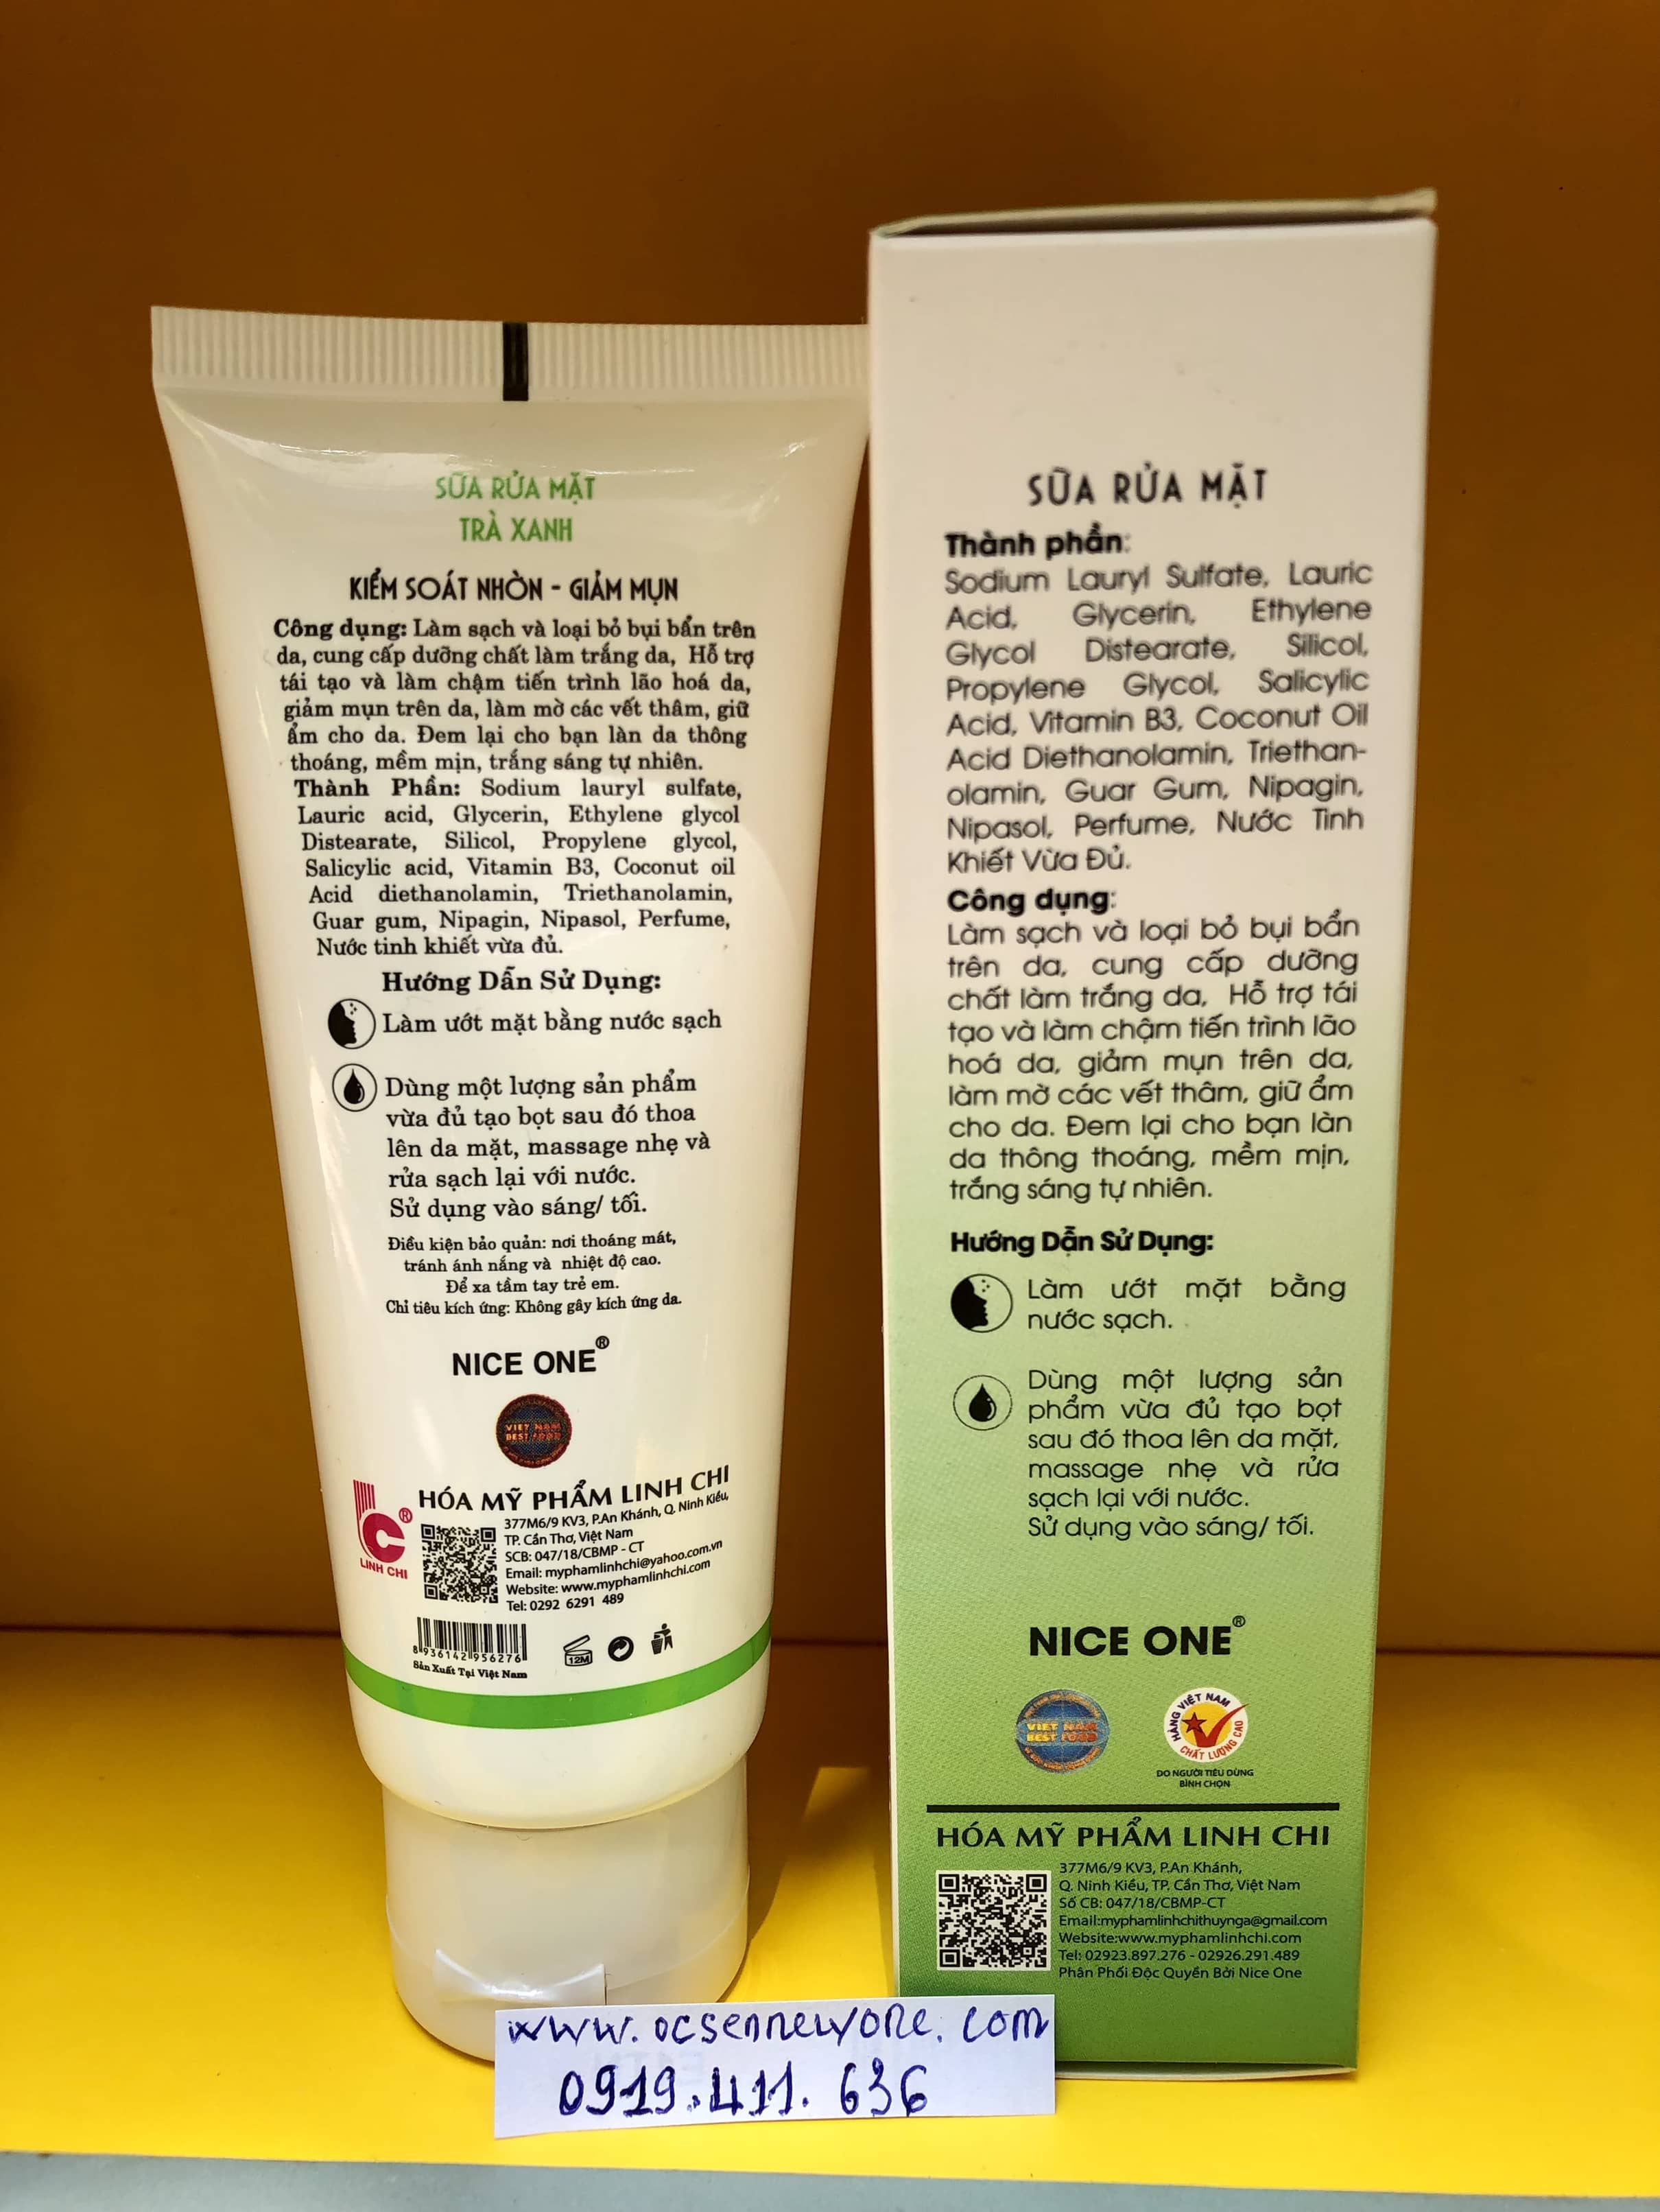 SỮA RỬA MẶT
TRÀ XANH
KIỂM SOÁT NHỜN - GIẢM MỤN
Công dụng: Làm sạch và loại bỏ bụi bẩn trên
da, cung cấp dưỡng chất làm trắng da, Hỗ trợ
tái tạo và làm chậm tiến trình lão hoá da,
giảm mụn trên da, làm mờ các vết thâm, giữ
ẩm cho da. Đem lại cho bạn làn da thông
thoáng, mềm mịn, trắng sáng tự nhiên.
Thành Phần: Sodium lauryl sulfate,
Lauric acid, Glycerin, Ethylene glycol
Distearate, Silicol, Propylene glycol,
Salicylic acid, Vitamin B3, Coconut oil
Acid diethanolamin, Triethanolamin,
Guar gum, Nipagin, Nipasol, Perfume,
Nước tinh khiết vừa đủ.
Hướng Dẫn Sử Dụng:
Làm ướt mặt bằng nước sạch
Dùng một lượng sản phẩm
vừa đủ tạo bọt sau đó thoa
lên da mặt, massage nhẹ và
rửa sạch lại với nước.
Sử dụng vào sáng/ tối.
Điều kiện bảo quản: nơi thoáng mát,
tránh ánh nắng và nhiệt độ cao.
Để xa tầm tay trẻ em.
Chỉ tiêu kích ứng: Không gây kích ứng da.
NICE ONE®
VIET NAM
BEST FOOD
HÓA MỸ PHẨM LINH CHI
LC®
LINH CHI
377M6/9 KV3, P.An Khánh, Q. Ninh Kiều,
TP. Cần Thơ, Việt Nam
SCB: 047/18/CBMP - CT
Email: myphamlinhchi@yahoo.com.vn
Website: www.myphamlinhchi.com
Tel: 0292 6291 489
8 936142 956276
Sản Xuất Tại Việt Nam
12M
SỮA RỬA MẶT
Thành phần:
Sodium Lauryl Sulfate, Lauric
Acid, Glycerin, Ethylene
Glycol Distearate, Silicol,
Propylene Glycol, Salicylic
Acid, Vitamin B3, Coconut Oil
Acid Diethanolamin, Triethan-
olamin, Guar Gum, Nipagin,
Nipasol, Perfume, Nước Tinh
Khiết Vừa Đủ.
Công dụng:
Làm sạch và loại bỏ bụi bẩn
trên da, cung cấp dưỡng
chất làm trắng da, Hỗ trợ tái
tạo và làm chậm tiến trình lão
hoá da, giảm mụn trên da,
làm mờ các vết thâm, giữ ẩm
cho da. Đem lại cho bạn làn
da thông thoáng, mềm mịn,
trắng sáng tự nhiên.
Hướng Dẫn Sử Dụng:
Làm ướt mặt bằng
nước sạch.
Dùng một lượng sản
phẩm vừa đủ tạo bọt
sau đó thoa lên da mặt,
massage nhẹ và rửa
sạch lại với nước.
Sử dụng vào sáng/ tối.
NICE ONE®
VIET NAM
BEST FOOD
HÀNG VIỆT NAM
CHẤT LƯỢNG CAO
DO NGƯỜI TIÊU DÙNG
BÌNH CHỌN
HÓA MỸ PHẨM LINH CHI
377M6/9 KV3, P.An Khánh,
Q. Ninh Kiều, TP. Cần Thơ, Việt Nam
Số CB: 047/18/CBMP-CT
Email:myphamlinhchithuynga@gmail.com
Website:www.myphamlinhchi.com
Tel: 02923.897.276 - 02926.291.489
Phân Phối Độc Quyền Bởi Nice One
www.ocsennewyone.com
0919.411.636